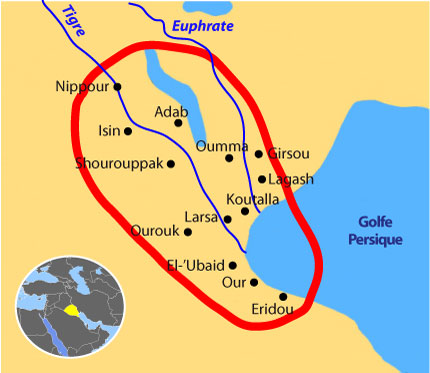 Tigre
Euphrate
Nippour
Adab
Isin
Oumma
Girsou
Shourouppak
Lagash
Koutalla
Larsa
Golfe
Persique
Ourouk
El-'Ubaid
Our
Eridou